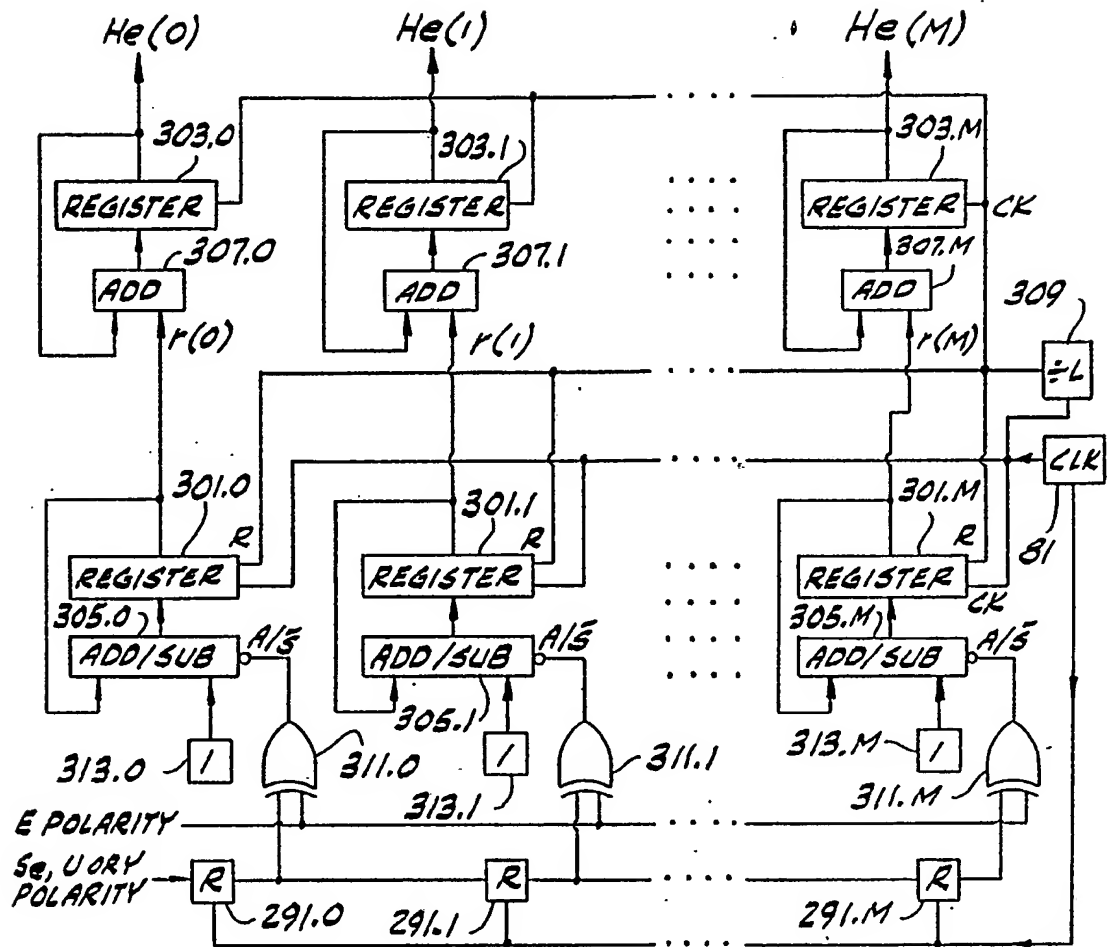 He(0) He(1) He(M)
303.0 303.1 303.M
REGISTER REGISTER REGISTER CK
307.0 307.1 307.M
309
ADD ADD ADD
r(0) r(1) r(M) ÷L
CLK
301.0 301.1 301.M
81
R R R
REGISTER REGISTER REGISTER
CK
305.0 305.M
A/S̄ A/S̄ A/S̄
ADD/SUB ADD/SUB ADD/SUB
305.1
1 1 1
313.0 311.0 313.1 311.1 313.M 311.M
E POLARITY
Se, U OR Y
POLARITY
R R R
291.0 291.1 291.M